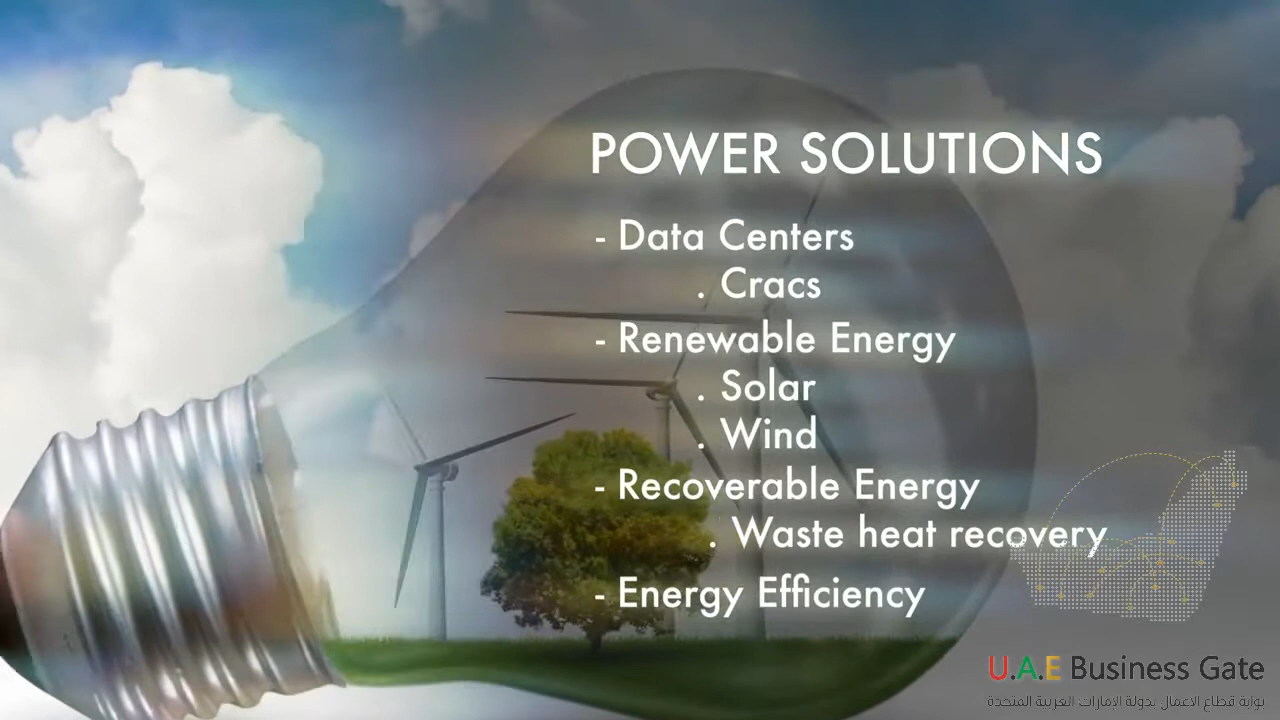 POWER SOLUTIONS
- Data Centers
. Cracs
- Renewable Energy
. Solar
. Wind
- Recoverable Energy
. Waste heat recovery
- Energy Efficiency
U.A.E Business Gate
بوابة قطاع الاعمال بدولة الامارات العربية المتحدة